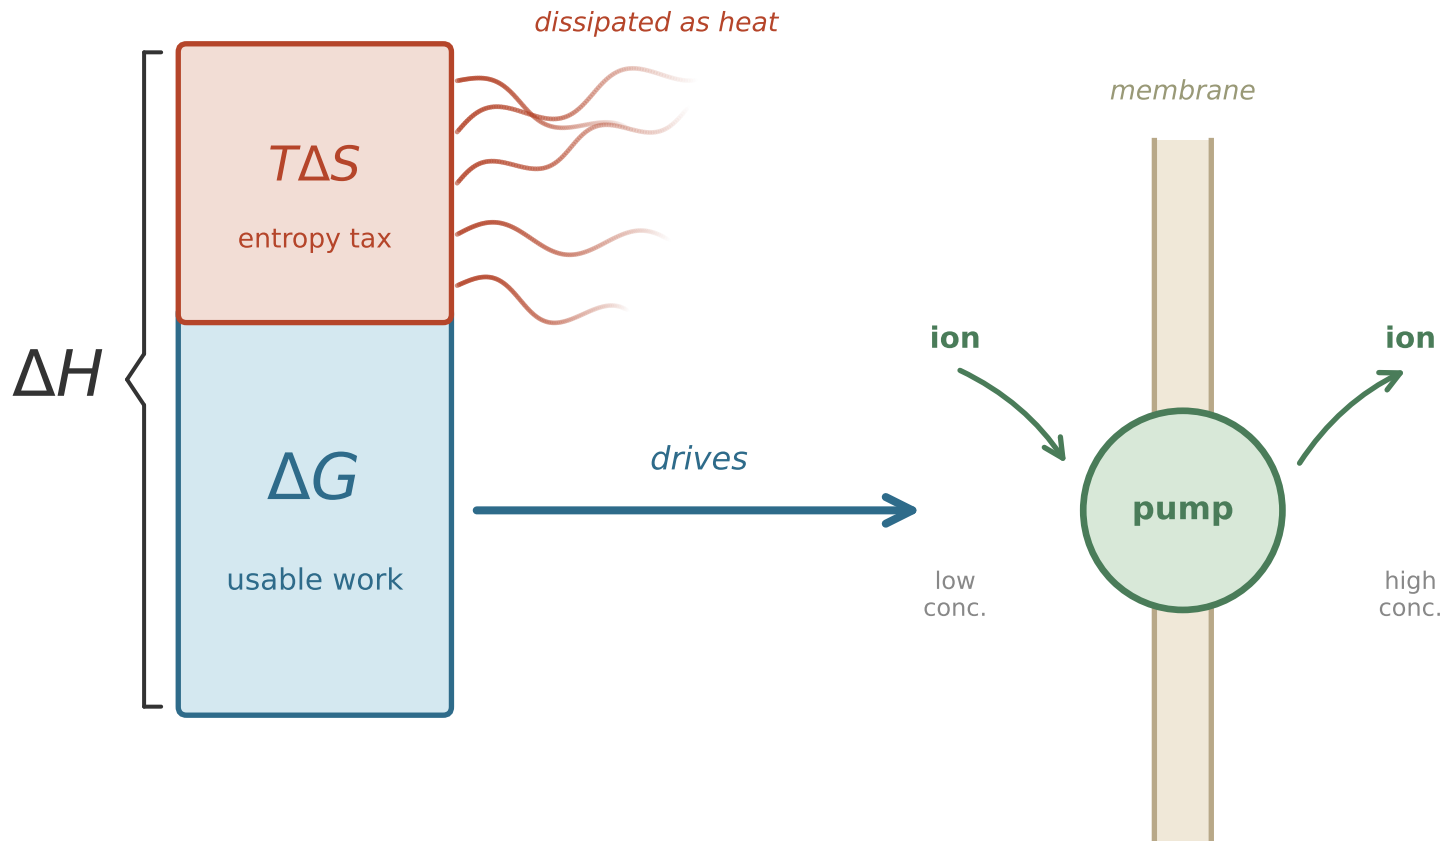 dissipated as heat
membrane
TΔS
entropy tax
ΔH
ΔG
usable work
drives
ion
ion
pump
low
conc.
high
conc.